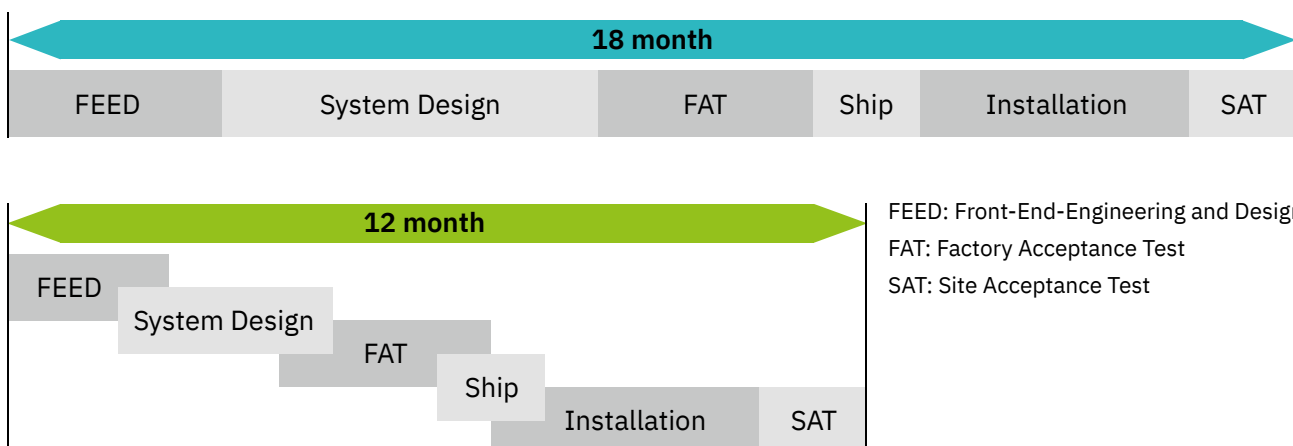 18 month
FEED System Design FAT Ship Installation SAT
12 month
FEED: Front-End-Engineering and Design
FAT: Factory Acceptance Test
SAT: Site Acceptance Test
FEED
System Design
FAT
Ship
Installation SAT